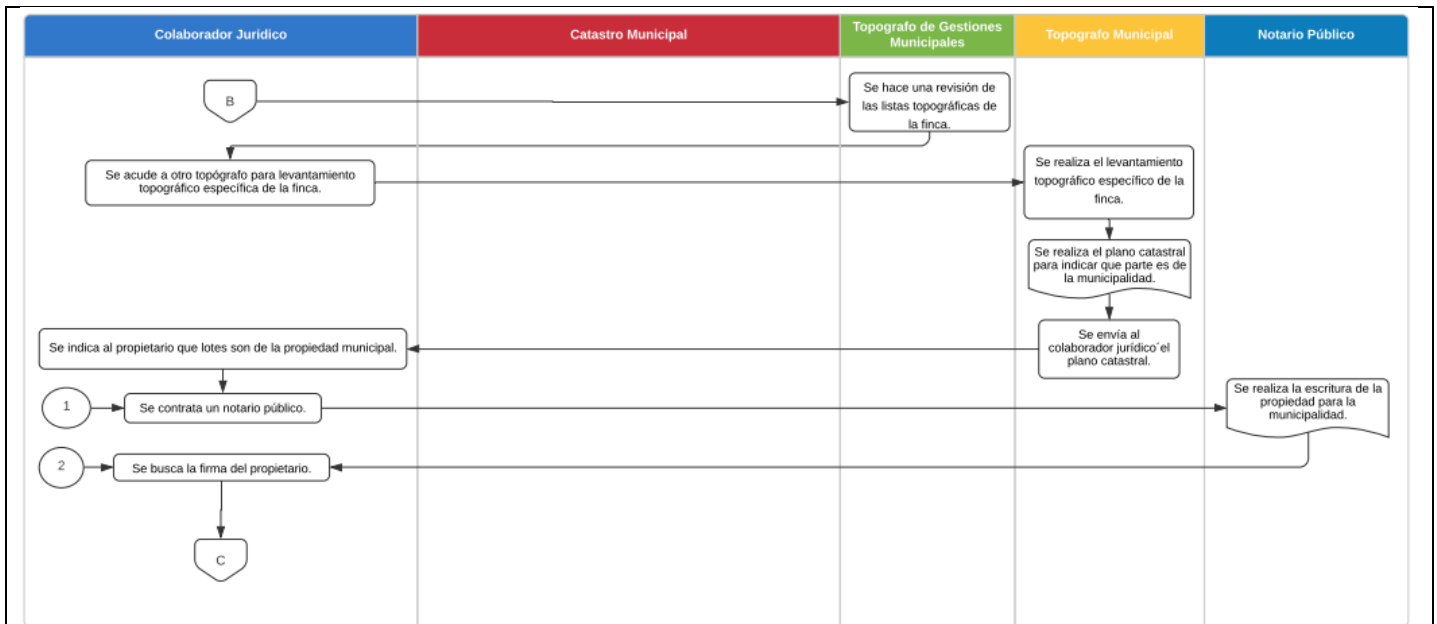 Colaborador Jurídico
Catastro Municipal
Topografo de Gestiones
Municipales
Topografo Municipal
Notario Público
B
Se hace una revisión de
las listas topográficas de
la finca.
Se acude a otro topógrafo para levantamiento
topográfico específica de la finca.
Se realiza el levantamiento
topográfico específico de la
finca.
Se realiza el plano catastral
para indicar que parte es de
la municipalidad.
Se envía al
colaborador jurídico´el
plano catastral.
Se indica al propietario que lotes son de la propiedad municipal.
1
Se contrata un notario público.
Se realiza la escritura de la
propiedad para la
municipalidad.
2
Se busca la firma del propietario.
C